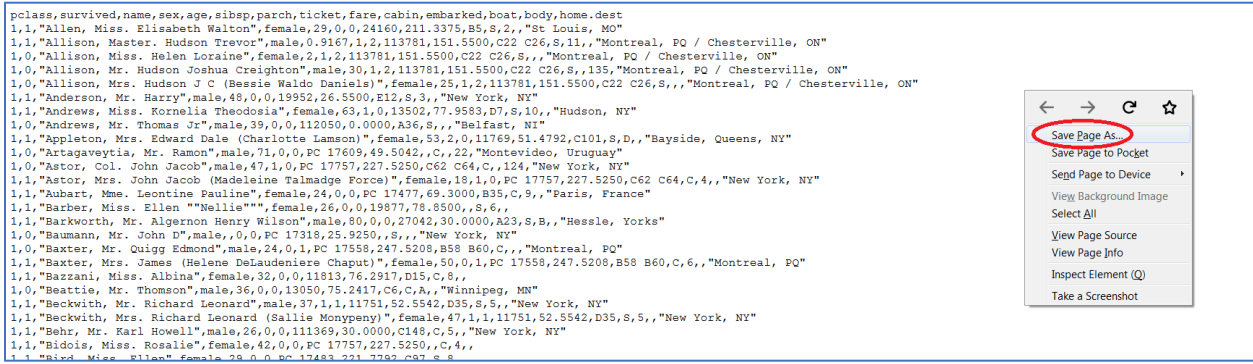 pclass,survived,name,sex,age,sibsp,parch,ticket,fare,cabin,embarked,boat,body,home.dest
1,1,"Allen, Miss. Elisabeth Walton",female,29,0,0,24160,211.3375,B5,S,2,,"St Louis, MO"
1,1,"Allison, Master. Hudson Trevor",male,0.9167,1,2,113781,151.5500,C22 C26,S,11,,"Montreal, PQ / Chesterville, ON"
1,0,"Allison, Miss. Helen Loraine",female,2,1,2,113781,151.5500,C22 C26,S,,,"Montreal, PQ / Chesterville, ON"
1,0,"Allison, Mr. Hudson Joshua Creighton",male,30,1,2,113781,151.5500,C22 C26,S,,135,"Montreal, PQ / Chesterville, ON"
1,0,"Allison, Mrs. Hudson J C (Bessie Waldo Daniels)",female,25,1,2,113781,151.5500,C22 C26,S,,,"Montreal, PQ / Chesterville, ON"
1,1,"Anderson, Mr. Harry",male,48,0,0,19952,26.5500,E12,S,3,,"New York, NY"
1,1,"Andrews, Miss. Kornelia Theodosia",female,63,1,0,13502,77.9583,D7,S,10,,"Hudson, NY"
1,0,"Andrews, Mr. Thomas Jr",male,39,0,0,112050,0.0000,A36,S,,,"Belfast, NI"
1,1,"Appleton, Mrs. Edward Dale (Charlotte Lamson)",female,53,2,0,11769,51.4792,C101,S,D,,"Bayside, Queens, NY"
1,0,"Artagaveytia, Mr. Ramon",male,71,0,0,PC 17609,49.5042,,C,,22,"Montevideo, Uruguay"
1,0,"Astor, Col. John Jacob",male,47,1,0,PC 17757,227.5250,C62 C64,C,,124,"New York, NY"
1,1,"Astor, Mrs. John Jacob (Madeleine Talmadge Force)",female,18,1,0,PC 17757,227.5250,C62 C64,C,4,,"New York, NY"
1,1,"Aubart, Mme. Leontine Pauline",female,24,0,0,PC 17477,69.3000,B35,C,9,,"Paris, France"
1,1,"Barber, Miss. Ellen ""Nellie""",female,26,0,0,19877,78.8500,,S,6,,
1,1,"Barkworth, Mr. Algernon Henry Wilson",male,80,0,0,27042,30.0000,A23,S,B,,"Hessle, Yorks"
1,0,"Baumann, Mr. John D",male,,0,0,PC 17318,25.9250,,S,,,"New York, NY"
1,0,"Baxter, Mr. Quigg Edmond",male,24,0,1,PC 17558,247.5208,B58 B60,C,,,"Montreal, PQ"
1,1,"Baxter, Mrs. James (Helene DeLaudeniere Chaput)",female,50,0,1,PC 17558,247.5208,B58 B60,C,6,,"Montreal, PQ"
1,1,"Bazzani, Miss. Albina",female,32,0,0,11813,76.2917,D15,C,8,,
1,0,"Beattie, Mr. Thomson",male,36,0,0,13050,75.2417,C6,C,A,,"Winnipeg, MN"
1,1,"Beckwith, Mr. Richard Leonard",male,37,1,1,11751,52.5542,D35,S,5,,"New York, NY"
1,1,"Beckwith, Mrs. Richard Leonard (Sallie Monypeny)",female,47,1,1,11751,52.5542,D35,S,5,,"New York, NY"
1,1,"Behr, Mr. Karl Howell",male,26,0,0,111369,30.0000,C148,C,5,,"New York, NY"
1,1,"Bidois, Miss. Rosalie",female,42,0,0,PC 17757,227.5250,,C,4,,
1,1,"Bird, Miss. Ellen",female,29,0,0,PC 17483,221.7792,C97,S,8,,
Save Page As...
Save Page to Pocket
Send Page to Device
View Background Image
Select All
View Page Source
View Page Info
Inspect Element (Q)
Take a Screenshot